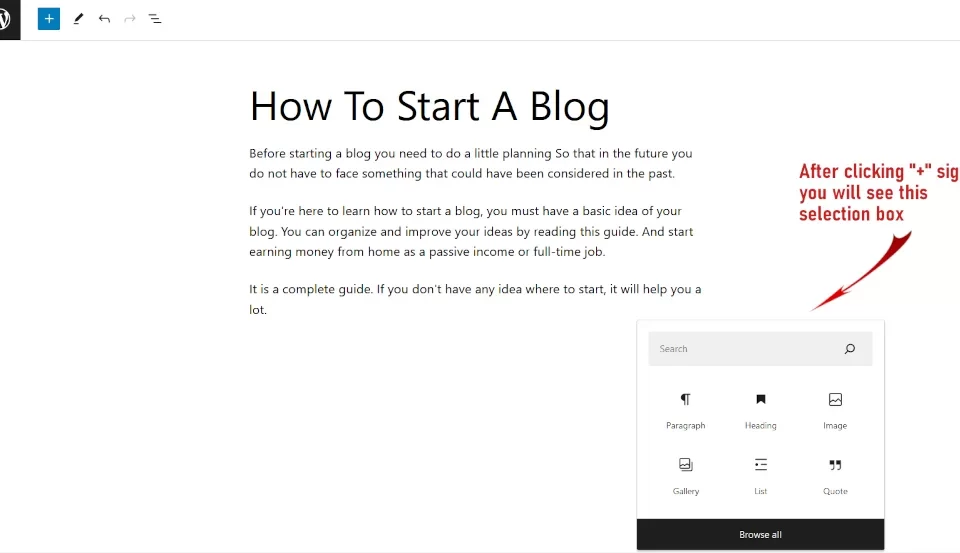 How To Start A Blog
Before starting a blog you need to do a little planning So that in the future you
do not have to face something that could have been considered in the past.
If you're here to learn how to start a blog, you must have a basic idea of your
blog. You can organize and improve your ideas by reading this guide. And start
earning money from home as a passive income or full-time job.
It is a complete guide. If you don't have any idea where to start, it will help you a
lot.
After clicking "+" sig
you will see this
selection box
Search
Paragraph Heading Image
Gallery List Quote
Browse all